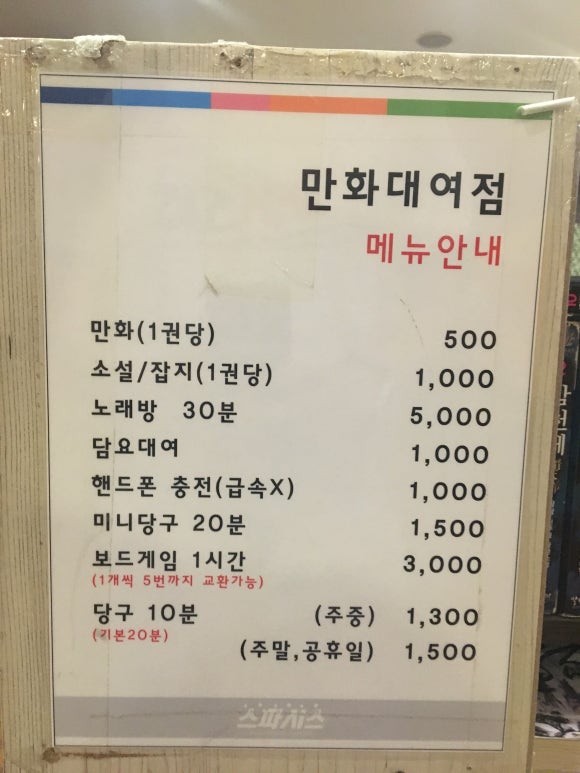 만화대여점
메뉴안내
만화(1권당) 500
소설/잡지(1권당) 1,000
노래방 30분 5,000
담요대여 1,000
핸드폰 충전(급속X) 1,000
미니당구 20분 1,500
보드게임 1시간 3,000
(1개씩 5번까지 교환가능)
당구 10분 (주중) 1,300
(기본20분)
(주말,공휴일) 1,500
스파시스